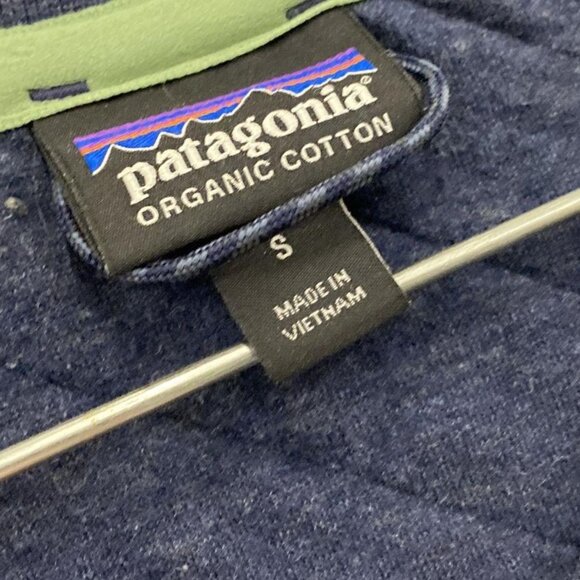 patagonia®
ORGANIC COTTON
S
MADE IN
VIETNAM